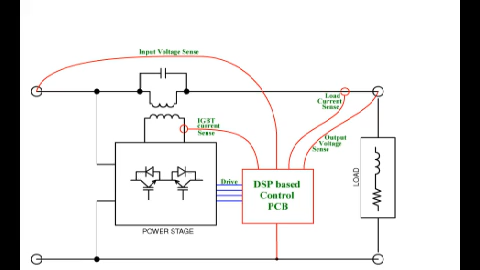 Input Voltage Sense
Load
Current
Sense
IGBT
current
Sense
Output
Voltage
Sense
Drive
DSP based
Control
PCB
LOAD
POWER STAGE